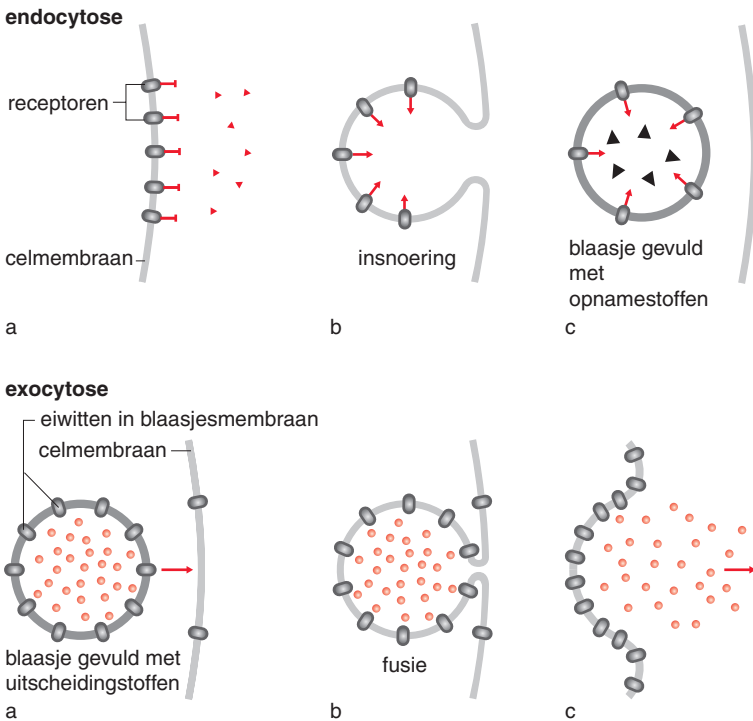 endocytose
receptoren
celmembraan
a
insnoering
b
blaasje gevuld
met
opnamestoffen
c
exocytose
eiwitten in blaasjesmembraan
celmembraan
blaasje gevuld met
uitscheidingstoffen
a
fusie
b
c